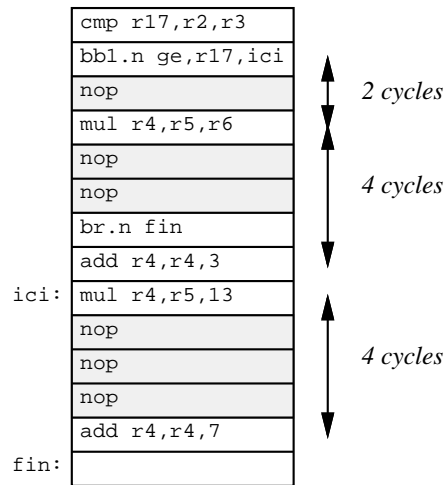 cmp r17,r2,r3
bb1.n ge,r17,ici
nop
2 cycles
mul r4,r5,r6
nop
nop
4 cycles
br.n fin
add r4,r4,3
ici: mul r4,r5,13
nop
nop
4 cycles
nop
add r4,r4,7
fin: